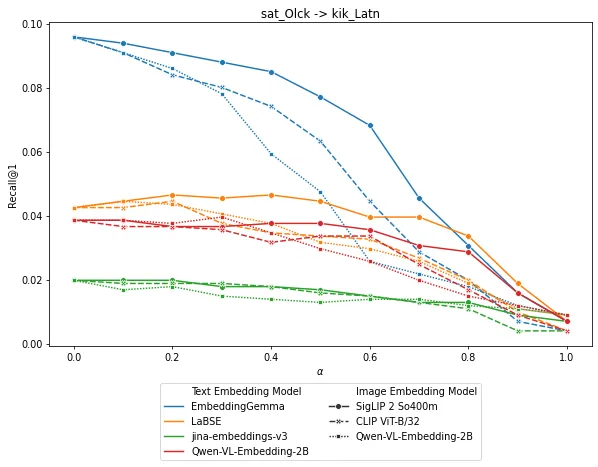 sat_Olck -> kik_Latn
0.10
0.08
0.06
0.04
0.02
0.00
Recall@1
0.0 0.2 0.4 0.6 0.8 1.0
α
Text Embedding Model
EmbeddingGemma
LaBSE
jina-embeddings-v3
Qwen-VL-Embedding-2B
Image Embedding Model
SigLIP 2 So400m
CLIP ViT-B/32
Qwen-VL-Embedding-2B